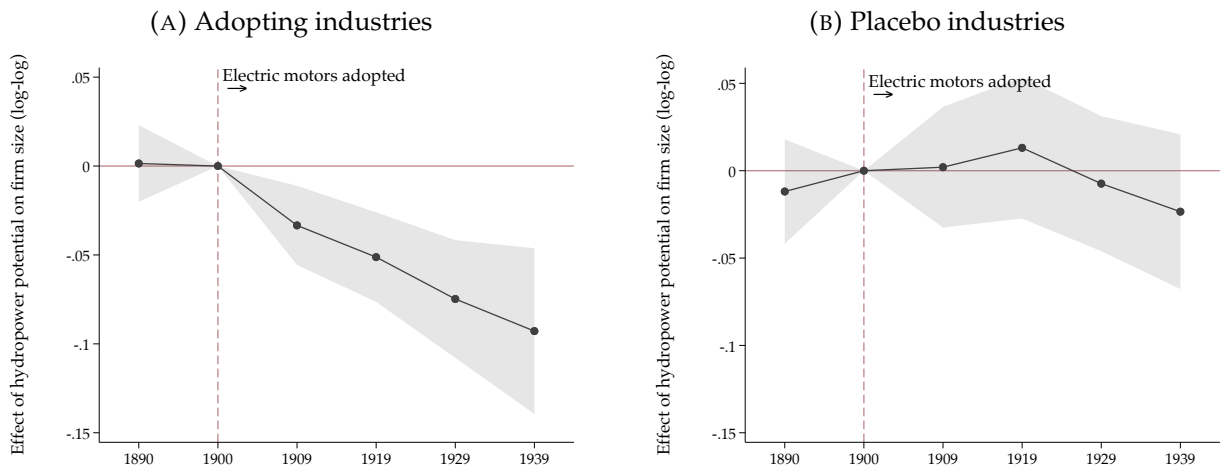 (A) Adopting industries
Effect of hydropower potential on firm size (log-log)
Electric motors adopted
.05
0
-.05
-.1
-.15
1890 1900 1909 1919 1929 1939
(B) Placebo industries
Effect of hydropower potential on firm size (log-log)
Electric motors adopted
.05
0
-.05
-.1
-.15
1890 1900 1909 1919 1929 1939